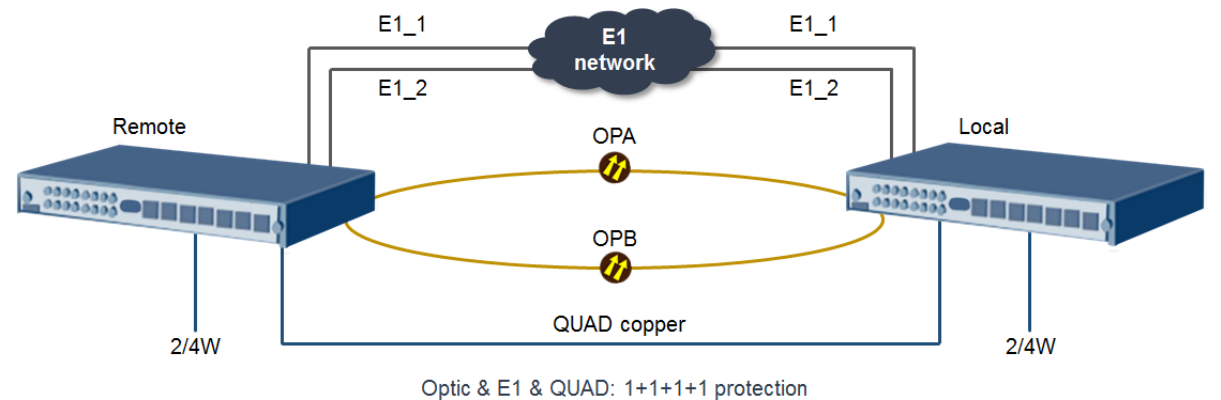 E1_1
E1
network
E1_1
E1_2
E1_2
Remote
OPA
Local
OPB
QUAD copper
2/4W
2/4W
Optic & E1 & QUAD: 1+1+1+1 protection